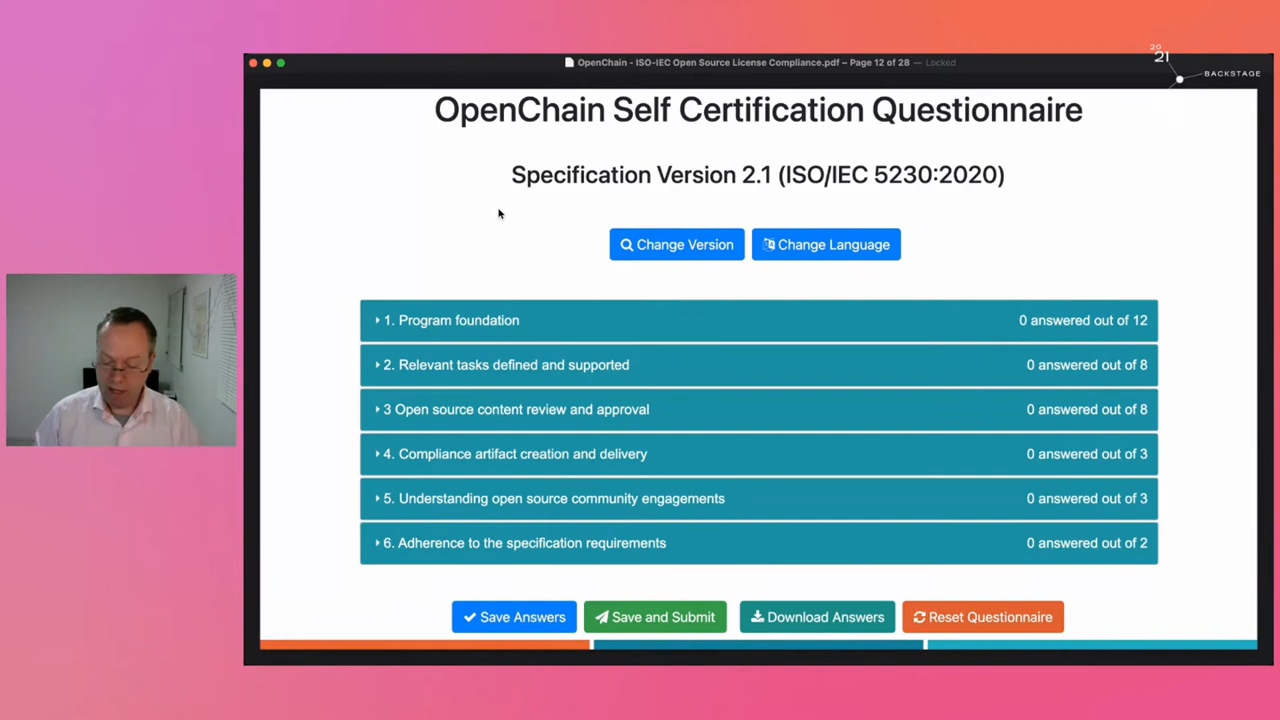 20
21
BACKSTAGE
OpenChain - ISO-IEC Open Source License Compliance.pdf – Page 12 of 28 — Locked
OpenChain Self Certification Questionnaire
Specification Version 2.1 (ISO/IEC 5230:2020)
Change Version
Change Language
1. Program foundation 0 answered out of 12
2. Relevant tasks defined and supported 0 answered out of 8
3 Open source content review and approval 0 answered out of 8
4. Compliance artifact creation and delivery 0 answered out of 3
5. Understanding open source community engagements 0 answered out of 3
6. Adherence to the specification requirements 0 answered out of 2
Save Answers
Save and Submit
Download Answers
Reset Questionnaire